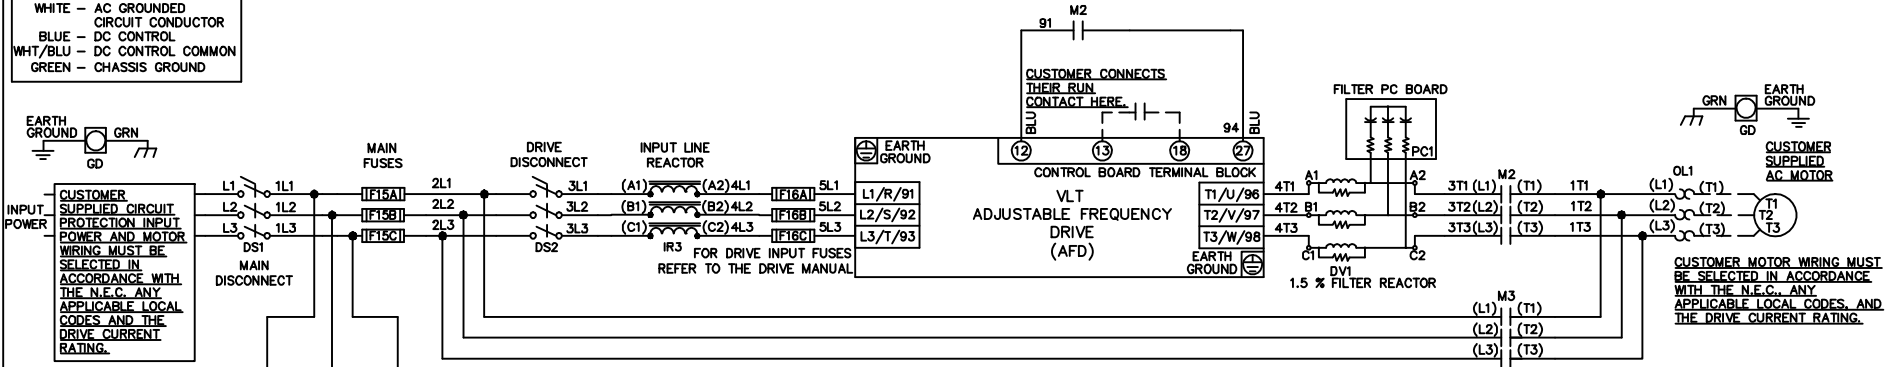 WHITE – AC GROUNDED
CIRCUIT CONDUCTOR
BLUE – DC CONTROL
WHT/BLU – DC CONTROL COMMON
GREEN – CHASSIS GROUND
EARTH
GROUND
GRN
GD
INPUT
POWER
CUSTOMER
SUPPLIED CIRCUIT
PROTECTION INPUT
POWER AND MOTOR
WIRING MUST BE
SELECTED IN
ACCORDANCE WITH
THE N.E.C. ANY
APPLICABLE LOCAL
CODES AND THE
DRIVE CURRENT
RATING.
L1 1L1
L2 1L2
L3 1L3
DS1
MAIN
DISCONNECT
MAIN
FUSES
F15A
F15B
F15C
2L1
2L2
2L3
DRIVE
DISCONNECT
3L1
3L2
3L3
DS2
INPUT LINE
REACTOR
(A1) (A2) 4L1
(B1) (B2) 4L2
(C1) (C2) 4L3
IR3
F16A 5L1
F16B 5L2
F16C 5L3
FOR DRIVE INPUT FUSES
REFER TO THE DRIVE MANUAL
M2
91
BLU
94
BLU
CUSTOMER CONNECTS
THEIR RUN
CONTACT HERE.
12 13 18 27
CONTROL BOARD TERMINAL BLOCK
EARTH
GROUND
L1/R/91
L2/S/92
L3/T/93
VLT
ADJUSTABLE FREQUENCY
DRIVE
(AFD)
T1/U/96
T2/V/97
T3/W/98
EARTH
GROUND
4T1
4T2
4T3
FILTER PC BOARD
PC1
A1 A2
B1 B2
C1 C2
DV1
1.5 % FILTER REACTOR
M2
3T1 (L1) (T1) 1T1
3T2 (L2) (T2) 1T2
3T3 (L3) (T3) 1T3
M3
(L1) (T1)
(L2) (T2)
(L3) (T3)
GRN
EARTH
GROUND
GD
CUSTOMER
SUPPLIED
AC MOTOR
OL1
(L1) (T1)
(L2) (T2)
(L3) (T3)
T1
T2
T3
CUSTOMER MOTOR WIRING MUST
BE SELECTED IN ACCORDANCE
WITH THE N.E.C., ANY
APPLICABLE LOCAL CODES, AND
THE DRIVE CURRENT RATING.